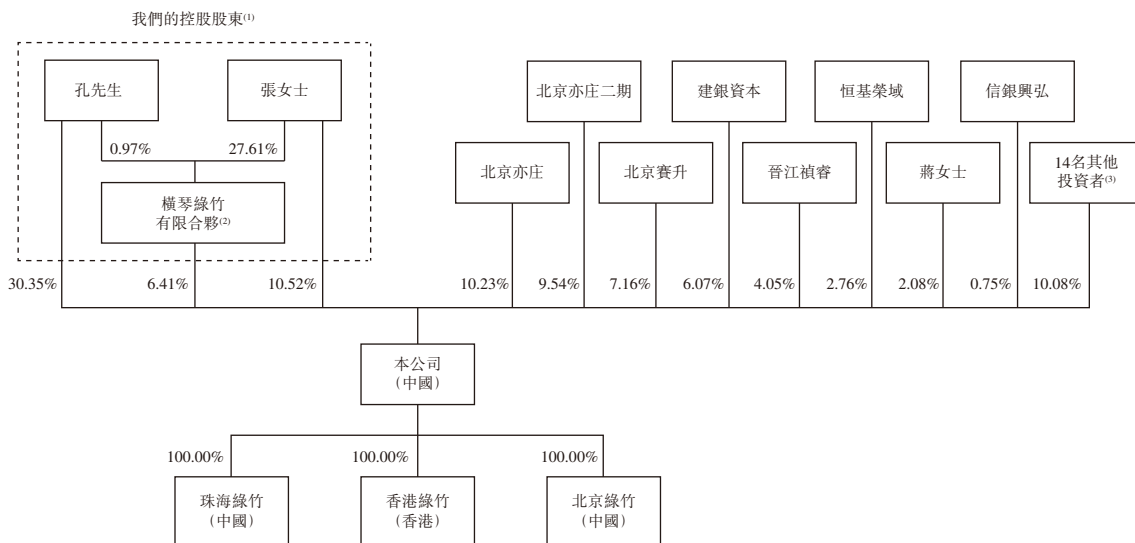 我們的控股股東(1)
孔先生
張女士
北京亦庄二期
建銀資本
恒基榮域
信銀興弘
0.97%
27.61%
北京亦庄
北京賽升
晉江禎睿
蔣女士
14名其他
投資者(3)
橫琴綠竹
有限合夥(2)
30.35%
6.41%
10.52%
10.23%
9.54%
7.16%
6.07%
4.05%
2.76%
2.08%
0.75%
10.08%
本公司
（中國）
100.00%
100.00%
100.00%
珠海綠竹
（中國）
香港綠竹
（香港）
北京綠竹
（中國）